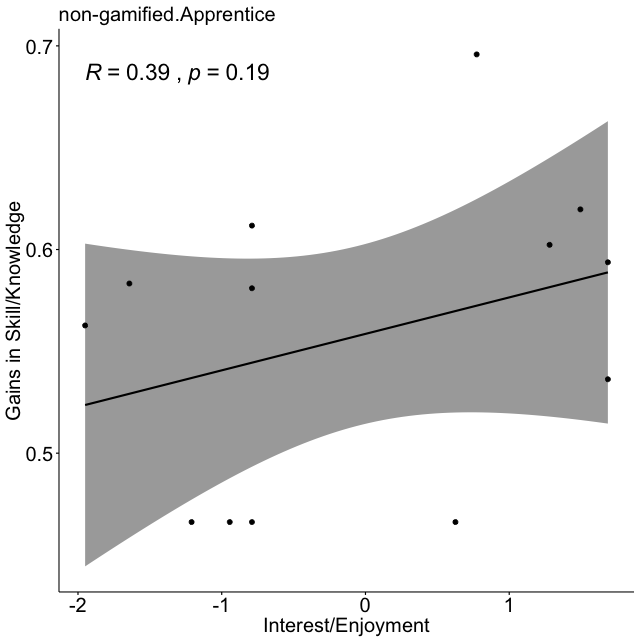 non-gamified.Apprentice
R = 0.39 , p = 0.19
0.7
0.6
0.5
Gains in Skill/Knowledge
-2 -1 0 1
Interest/Enjoyment